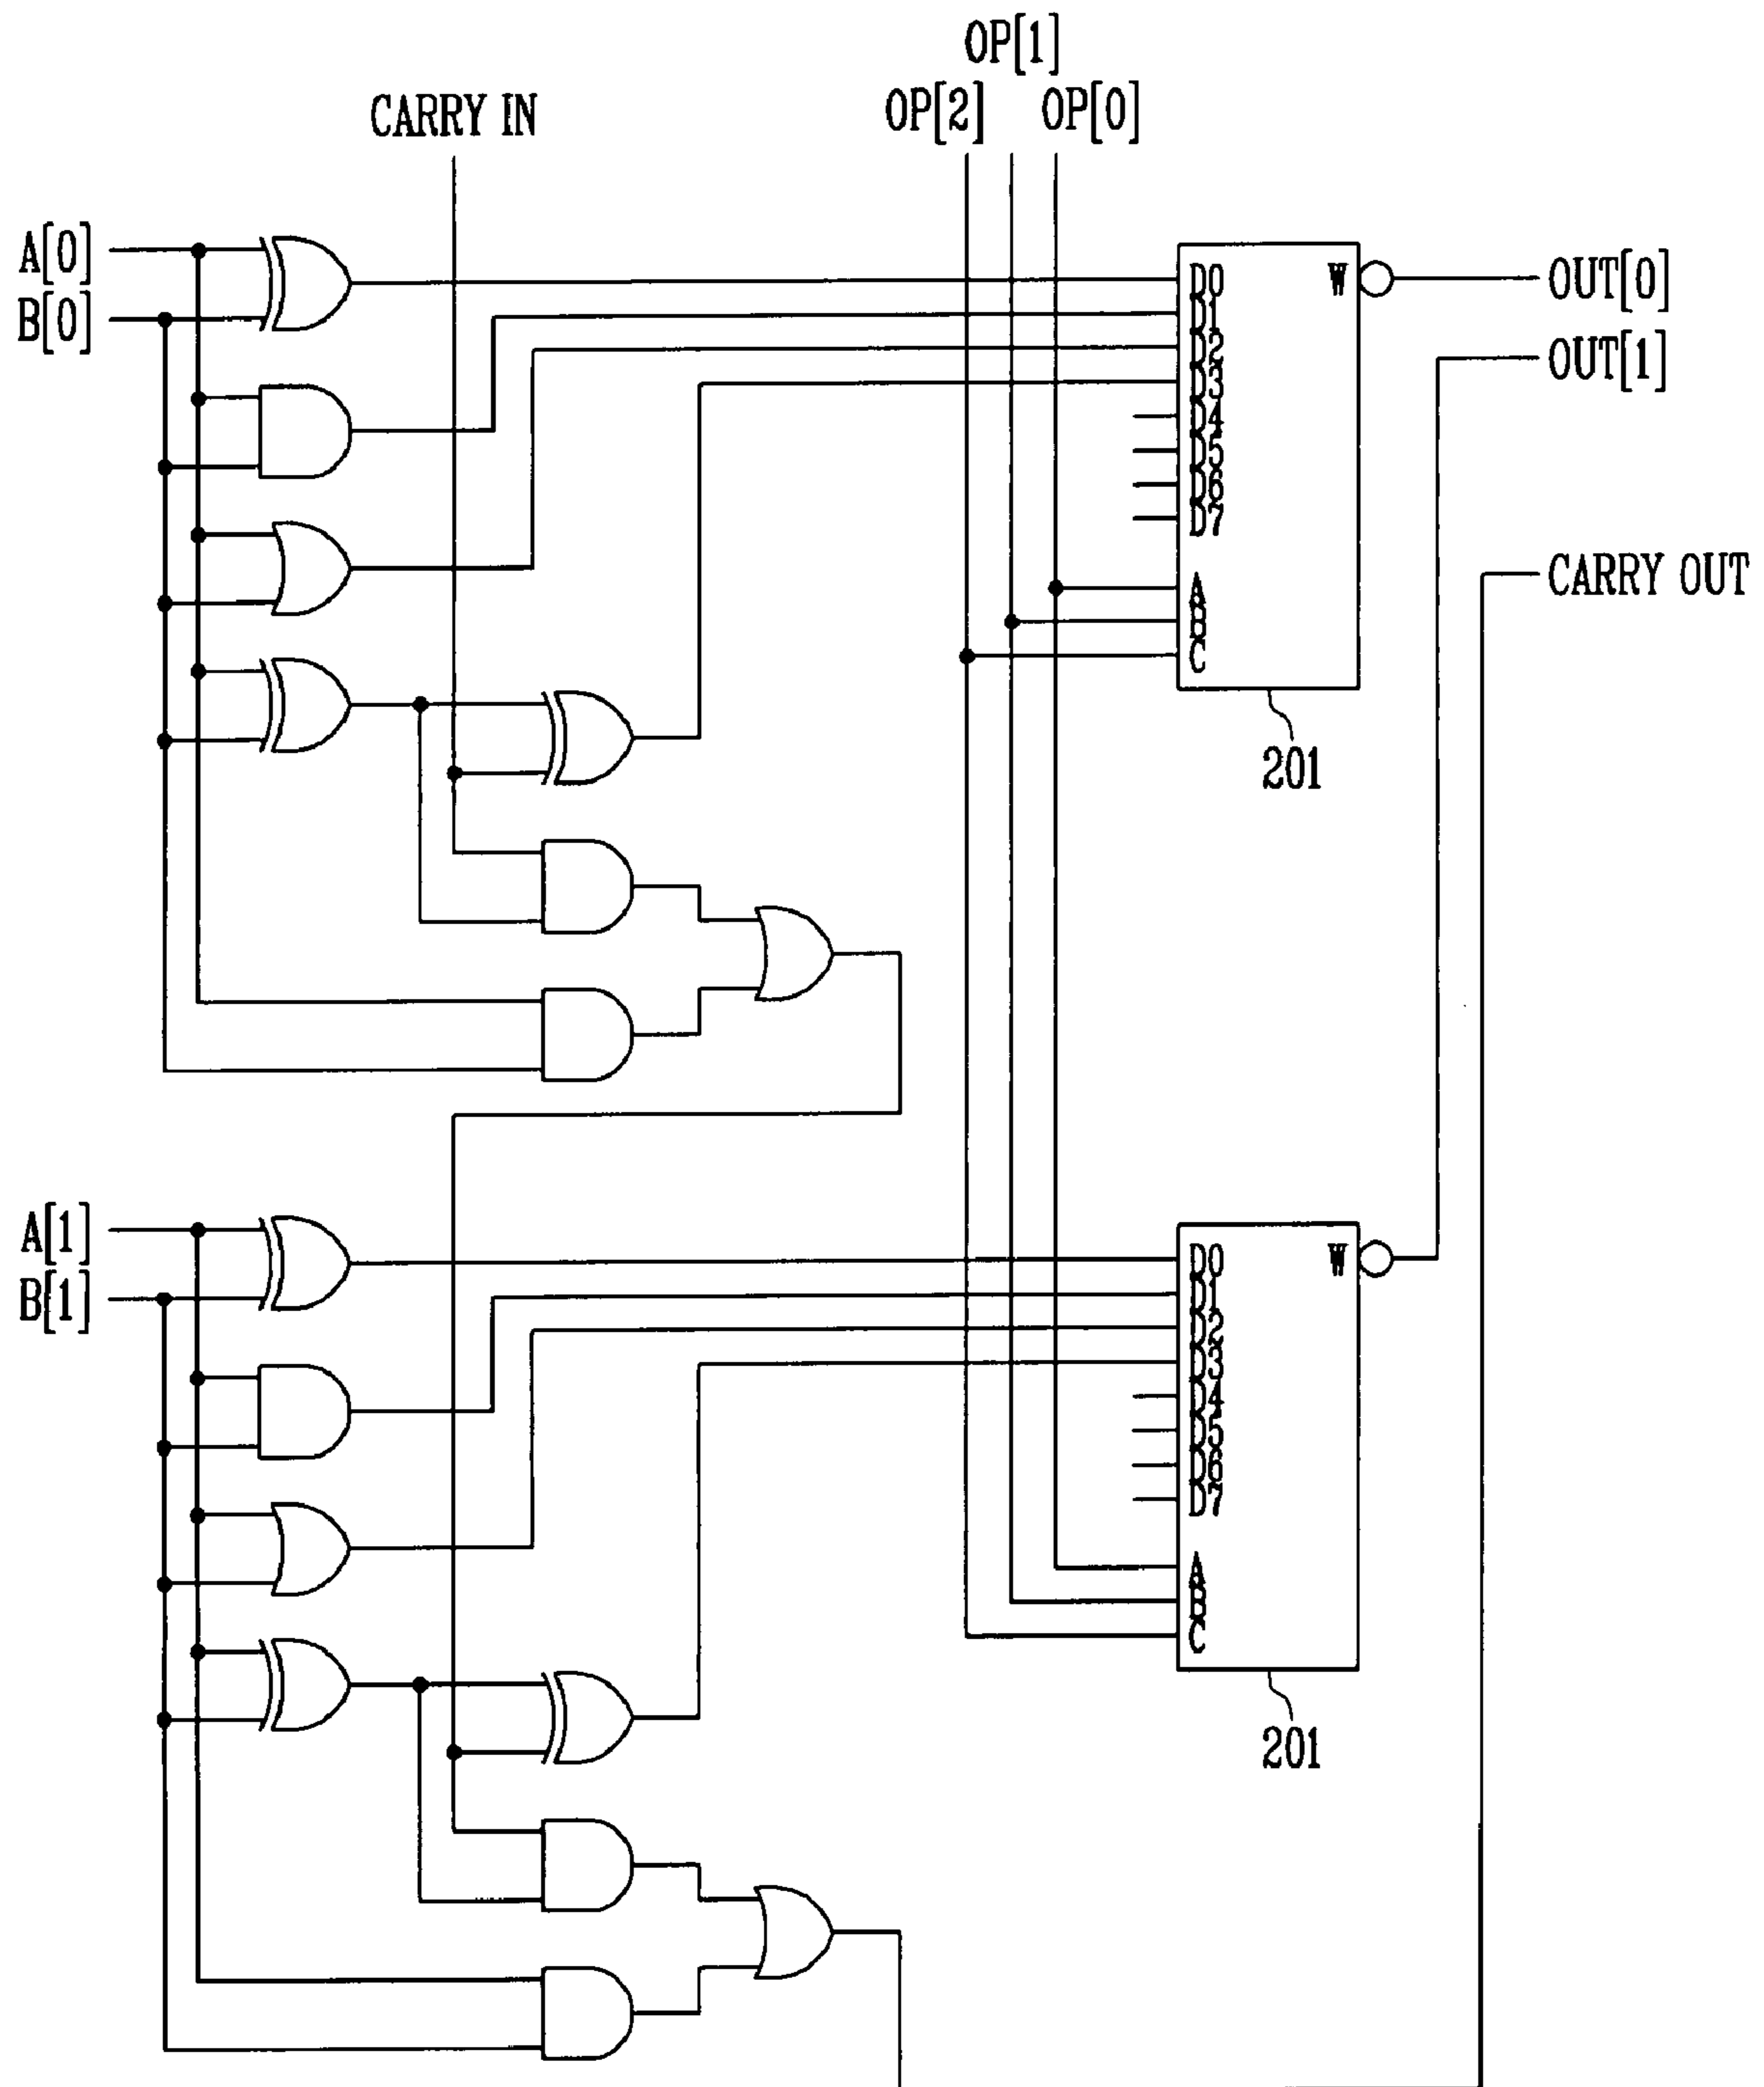 OP[1]
CARRY IN
OP[2]
OP[0]
A[0]
B[0]
D0
D1
D2
D3
D4
D5
D6
D7
A
B
C
W
OUT[0]
OUT[1]
CARRY OUT
201
A[1]
B[1]
D0
D1
D2
D3
D4
D5
D6
D7
A
B
C
W
201